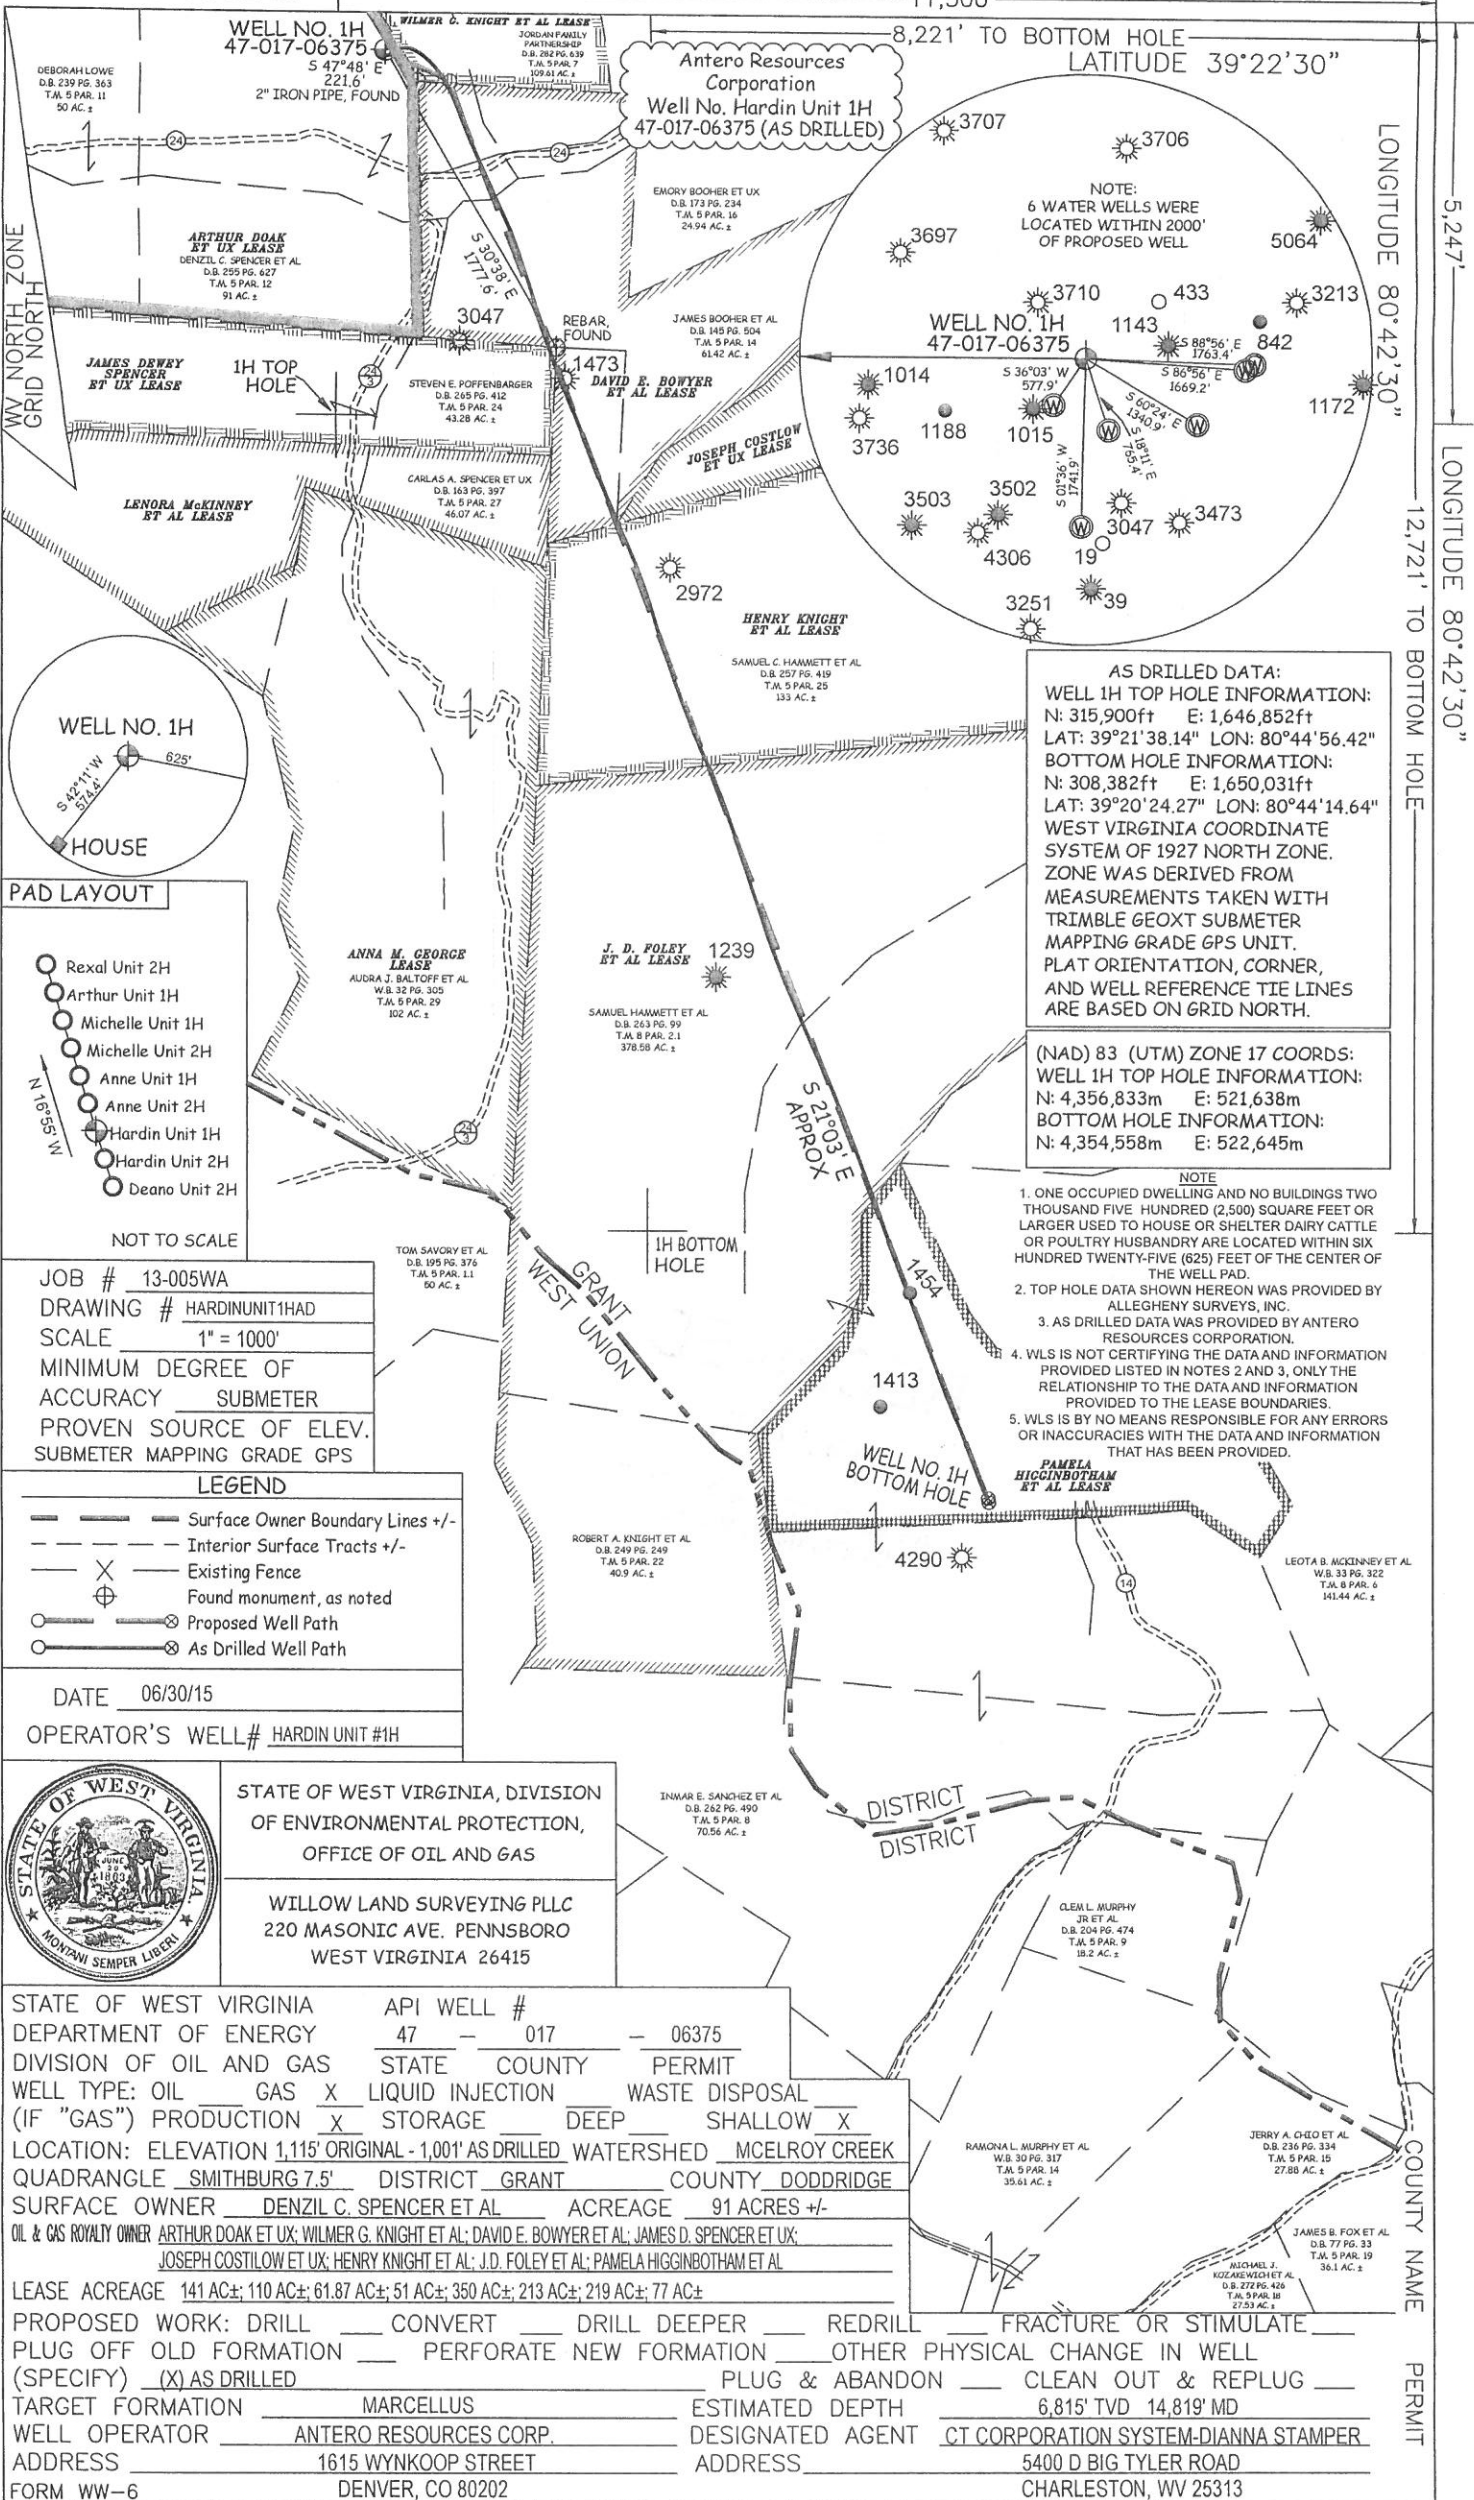 8,221' TO BOTTOM HOLE
LATITUDE 39°22'30"
WELL NO. 1H
47-017-06375
S 47°48' E
221.6'
2" IRON PIPE, FOUND
WILMER G. KNIGHT ET AL LEASE
JORDAN FAMILY
PARTNERSHIP
D.B. 282 PG. 639
T.M. 5 PAR. 7
109.61 AC. ±
Antero Resources
Corporation
Well No. Hardin Unit 1H
47-017-06375 (AS DRILLED)
DEBORAH LOWE
D.B. 239 PG. 363
T.M. 5 PAR. 11
50 AC. ±
24
24
WV NORTH ZONE
GRID NORTH
ARTHUR DOAK
ET UX LEASE
DENZIL C. SPENCER ET AL
D.B. 255 PG. 627
T.M. 5 PAR. 12
91 AC. ±
S 30°38' E
1777.6'
EMORY BOOHER ET UX
D.B. 173 PG. 234
T.M. 5 PAR. 16
24.94 AC. ±
3047
REBAR,
FOUND
1473
JAMES BOOHER ET AL
D.B. 145 PG. 504
T.M. 5 PAR. 14
61.42 AC. ±
DAVID E. BOWYER
ET AL LEASE
JAMES DEWEY
SPENCER
ET UX LEASE
1H TOP
HOLE
24
3
STEVEN E. POFFENBARGER
D.B. 265 PG. 412
T.M. 5 PAR. 24
43.28 AC. ±
JOSEPH COSTLOW
ET UX LEASE
CARLAS A. SPENCER ET UX
D.B. 163 PG. 397
T.M. 5 PAR. 27
46.07 AC. ±
LENORA McKINNEY
ET AL LEASE
2972
HENRY KNIGHT
ET AL LEASE
SAMUEL C. HAMMETT ET AL
D.B. 257 PG. 419
T.M. 5 PAR. 25
133 AC. ±
3707
3706
NOTE:
6 WATER WELLS WERE
LOCATED WITHIN 2000'
OF PROPOSED WELL
3697
5064
3710
433
3213
WELL NO. 1H
47-017-06375
1143
842
S 88°56' E
1763.4'
S 86°56' E
1669.2'
S 36°03' W
577.9'
S 60°24' E
1340.9'
S 18°11' E
755.4'
S 01°36' W
1741.9'
W
W
W
W
W
1014
1172
3736
1188
1015
3503
3502
3047
3473
4306
19
39
3251
LONGITUDE 80°42'30"
5,247'
LONGITUDE 80°42'30"
12,721' TO BOTTOM HOLE
WELL NO. 1H
625'
S 42°11' W
574.4'
HOUSE
AS DRILLED DATA:
WELL 1H TOP HOLE INFORMATION:
N: 315,900ft E: 1,646,852ft
LAT: 39°21'38.14" LON: 80°44'56.42"
BOTTOM HOLE INFORMATION:
N: 308,382ft E: 1,650,031ft
LAT: 39°20'24.27" LON: 80°44'14.64"
WEST VIRGINIA COORDINATE
SYSTEM OF 1927 NORTH ZONE.
ZONE WAS DERIVED FROM
MEASUREMENTS TAKEN WITH
TRIMBLE GEOXT SUBMETER
MAPPING GRADE GPS UNIT.
PLAT ORIENTATION, CORNER,
AND WELL REFERENCE TIE LINES
ARE BASED ON GRID NORTH.
(NAD) 83 (UTM) ZONE 17 COORDS:
WELL 1H TOP HOLE INFORMATION:
N: 4,356,833m E: 521,638m
BOTTOM HOLE INFORMATION:
N: 4,354,558m E: 522,645m
PAD LAYOUT
Rexal Unit 2H
Arthur Unit 1H
Michelle Unit 1H
Michelle Unit 2H
Anne Unit 1H
Anne Unit 2H
Hardin Unit 1H
Hardin Unit 2H
Deano Unit 2H
N 16°55' W
NOT TO SCALE
ANNA M. GEORGE
LEASE
AUDRA J. BALTOFF ET AL
W.B. 32 PG. 305
T.M. 5 PAR. 29
102 AC. ±
J. D. FOLEY
ET AL LEASE
1239
SAMUEL HAMMETT ET AL
D.B. 263 PG. 99
T.M. 8 PAR. 2.1
378.58 AC. ±
24
3
S 21°03' E
APPROX
1H BOTTOM
HOLE
TOM SAVORY ET AL
D.B. 195 PG. 376
T.M. 5 PAR. 1.1
50 AC. ±
GRANT
WEST UNION
1454
1413
WELL NO. 1H
BOTTOM HOLE
NOTE
1. ONE OCCUPIED DWELLING AND NO BUILDINGS TWO
THOUSAND FIVE HUNDRED (2,500) SQUARE FEET OR
LARGER USED TO HOUSE OR SHELTER DAIRY CATTLE
OR POULTRY HUSBANDRY ARE LOCATED WITHIN SIX
HUNDRED TWENTY-FIVE (625) FEET OF THE CENTER OF
THE WELL PAD.
2. TOP HOLE DATA SHOWN HEREON WAS PROVIDED BY
ALLEGHENY SURVEYS, INC.
3. AS DRILLED DATA WAS PROVIDED BY ANTERO
RESOURCES CORPORATION.
4. WLS IS NOT CERTIFYING THE DATA AND INFORMATION
PROVIDED LISTED IN NOTES 2 AND 3, ONLY THE
RELATIONSHIP TO THE DATA AND INFORMATION
PROVIDED TO THE LEASE BOUNDARIES.
5. WLS IS BY NO MEANS RESPONSIBLE FOR ANY ERRORS
OR INACCURACIES WITH THE DATA AND INFORMATION
THAT HAS BEEN PROVIDED.
PAMELA
HIGGINBOTHAM
ET AL LEASE
JOB # 13-005WA
DRAWING # HARDINUNIT1HAD
SCALE 1" = 1000'
MINIMUM DEGREE OF
ACCURACY SUBMETER
PROVEN SOURCE OF ELEV.
SUBMETER MAPPING GRADE GPS
LEGEND
Surface Owner Boundary Lines +/-
Interior Surface Tracts +/-
X Existing Fence
Found monument, as noted
Proposed Well Path
As Drilled Well Path
DATE 06/30/15
OPERATOR'S WELL# HARDIN UNIT #1H
ROBERT A. KNIGHT ET AL
D.B. 249 PG. 249
T.M. 5 PAR. 22
40.9 AC. ±
4290
14
LEOTA B. MCKINNEY ET AL
W.B. 33 PG. 322
T.M. 8 PAR. 6
141.44 AC. ±
INMAR E. SANCHEZ ET AL
D.B. 262 PG. 490
T.M. 5 PAR. 8
70.56 AC. ±
DISTRICT
DISTRICT
STATE OF WEST VIRGINIA.
JUNE
20
1863
MONTANI SEMPER LIBERI
STATE OF WEST VIRGINIA, DIVISION
OF ENVIRONMENTAL PROTECTION,
OFFICE OF OIL AND GAS
WILLOW LAND SURVEYING PLLC
220 MASONIC AVE. PENNSBORO
WEST VIRGINIA 26415
CLEM L. MURPHY
JR ET AL
D.B. 204 PG. 474
T.M. 5 PAR. 9
18.2 AC. ±
RAMONA L. MURPHY ET AL
W.B. 30 PG. 317
T.M. 5 PAR. 14
35.61 AC. ±
JERRY A. CHIO ET AL
D.B. 236 PG. 334
T.M. 5 PAR. 15
27.88 AC. ±
JAMES B. FOX ET AL
D.B. 77 PG. 33
T.M. 5 PAR. 19
36.1 AC. ±
MICHAEL J.
KOZAKEWICH ET AL
D.B. 272 PG. 426
T.M. 5 PAR. 18
27.53 AC. ±
STATE OF WEST VIRGINIA API WELL #
DEPARTMENT OF ENERGY 47 – 017 – 06375
DIVISION OF OIL AND GAS STATE COUNTY PERMIT
WELL TYPE: OIL ___ GAS X LIQUID INJECTION ___ WASTE DISPOSAL ___
(IF "GAS") PRODUCTION X STORAGE ___ DEEP ___ SHALLOW X
LOCATION: ELEVATION 1,115' ORIGINAL - 1,001' AS DRILLED WATERSHED MCELROY CREEK
QUADRANGLE SMITHBURG 7.5' DISTRICT GRANT COUNTY DODDRIDGE
SURFACE OWNER DENZIL C. SPENCER ET AL ACREAGE 91 ACRES +/-
OIL & GAS ROYALTY OWNER ARTHUR DOAK ET UX; WILMER G. KNIGHT ET AL; DAVID E. BOWYER ET AL; JAMES D. SPENCER ET UX;
JOSEPH COSTILOW ET UX; HENRY KNIGHT ET AL; J.D. FOLEY ET AL; PAMELA HIGGINBOTHAM ET AL
LEASE ACREAGE 141 AC±; 110 AC±; 61.87 AC±; 51 AC±; 350 AC±; 213 AC±; 219 AC±; 77 AC±
PROPOSED WORK: DRILL ___ CONVERT ___ DRILL DEEPER ___ REDRILL ___ FRACTURE OR STIMULATE ___
PLUG OFF OLD FORMATION ___ PERFORATE NEW FORMATION ___ OTHER PHYSICAL CHANGE IN WELL
(SPECIFY) (X) AS DRILLED PLUG & ABANDON ___ CLEAN OUT & REPLUG ___
TARGET FORMATION MARCELLUS ESTIMATED DEPTH 6,815' TVD 14,819' MD
WELL OPERATOR ANTERO RESOURCES CORP. DESIGNATED AGENT CT CORPORATION SYSTEM-DIANNA STAMPER
ADDRESS 1615 WYNKOOP STREET ADDRESS 5400 D BIG TYLER ROAD
FORM WW-6 DENVER, CO 80202 CHARLESTON, WV 25313
COUNTY NAME
PERMIT